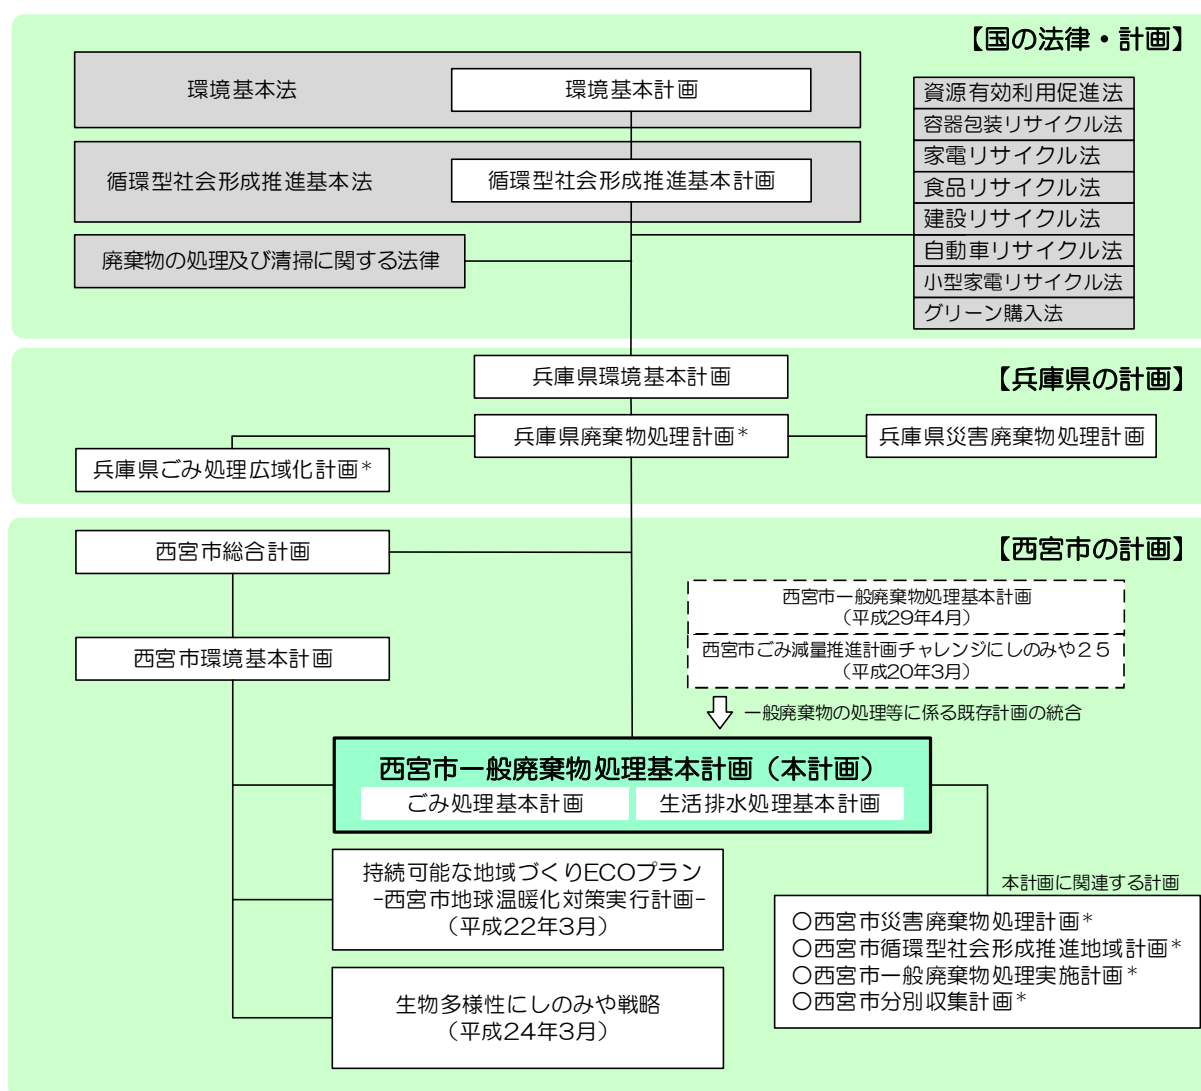 【国の法律・計画】
環境基本法
環境基本計画
循環型社会形成推進基本法
循環型社会形成推進基本計画
廃棄物の処理及び清掃に関する法律
資源有効利用促進法
容器包装リサイクル法
家電リサイクル法
食品リサイクル法
建設リサイクル法
自動車リサイクル法
小型家電リサイクル法
グリーン購入法
【兵庫県の計画】
兵庫県環境基本計画
兵庫県廃棄物処理計画*
兵庫県災害廃棄物処理計画
兵庫県ごみ処理広域化計画*
【西宮市の計画】
西宮市総合計画
西宮市環境基本計画
西宮市一般廃棄物処理基本計画
（平成29年4月）
西宮市ごみ減量推進計画チャレンジにしのみや２５
（平成20年3月）
一般廃棄物の処理等に係る既存計画の統合
西宮市一般廃棄物処理基本計画（本計画）
ごみ処理基本計画
生活排水処理基本計画
持続可能な地域づくりECOプラン
-西宮市地球温暖化対策実行計画-
（平成22年3月）
生物多様性にしのみや戦略
（平成24年3月）
本計画に関連する計画
○西宮市災害廃棄物処理計画*
○西宮市循環型社会形成推進地域計画*
○西宮市一般廃棄物処理実施計画*
○西宮市分別収集計画*